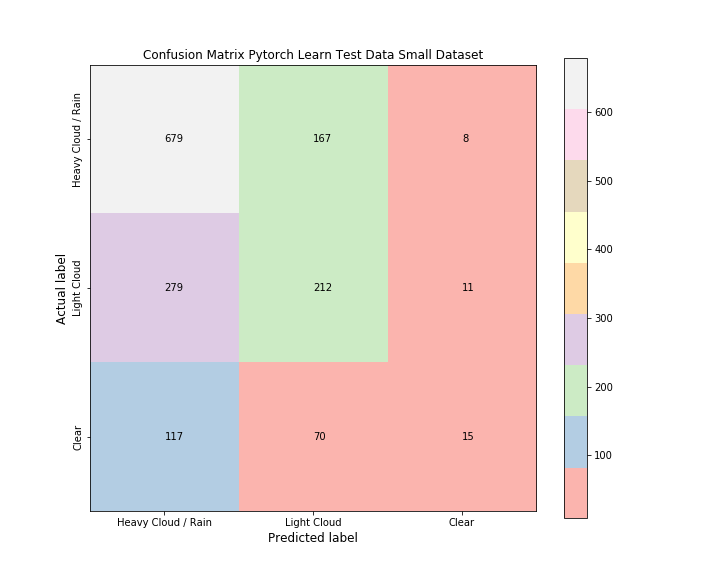 Confusion Matrix Pytorch Learn Test Data Small Dataset
Actual label
Heavy Cloud / Rain
679 167 8
Light Cloud
279 212 11
Clear
117 70 15
Heavy Cloud / Rain Light Cloud Clear
Predicted label
600
500
400
300
200
100